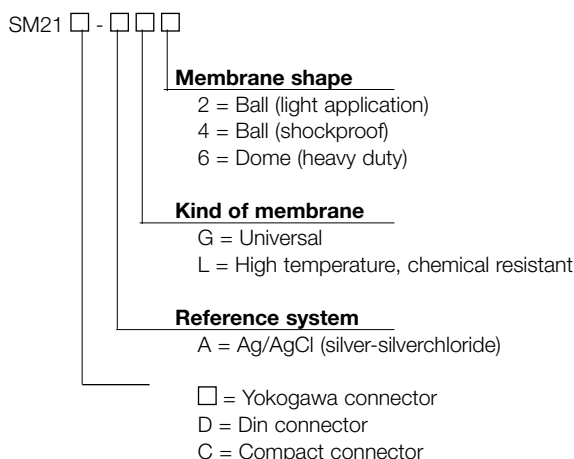 SM21 □ - □ □ □
Membrane shape
2 = Ball (light application)
4 = Ball (shockproof)
6 = Dome (heavy duty)
Kind of membrane
G = Universal
L = High temperature, chemical resistant
Reference system
A = Ag/AgCl (silver-silverchloride)
□ = Yokogawa connector
D = Din connector
C = Compact connector